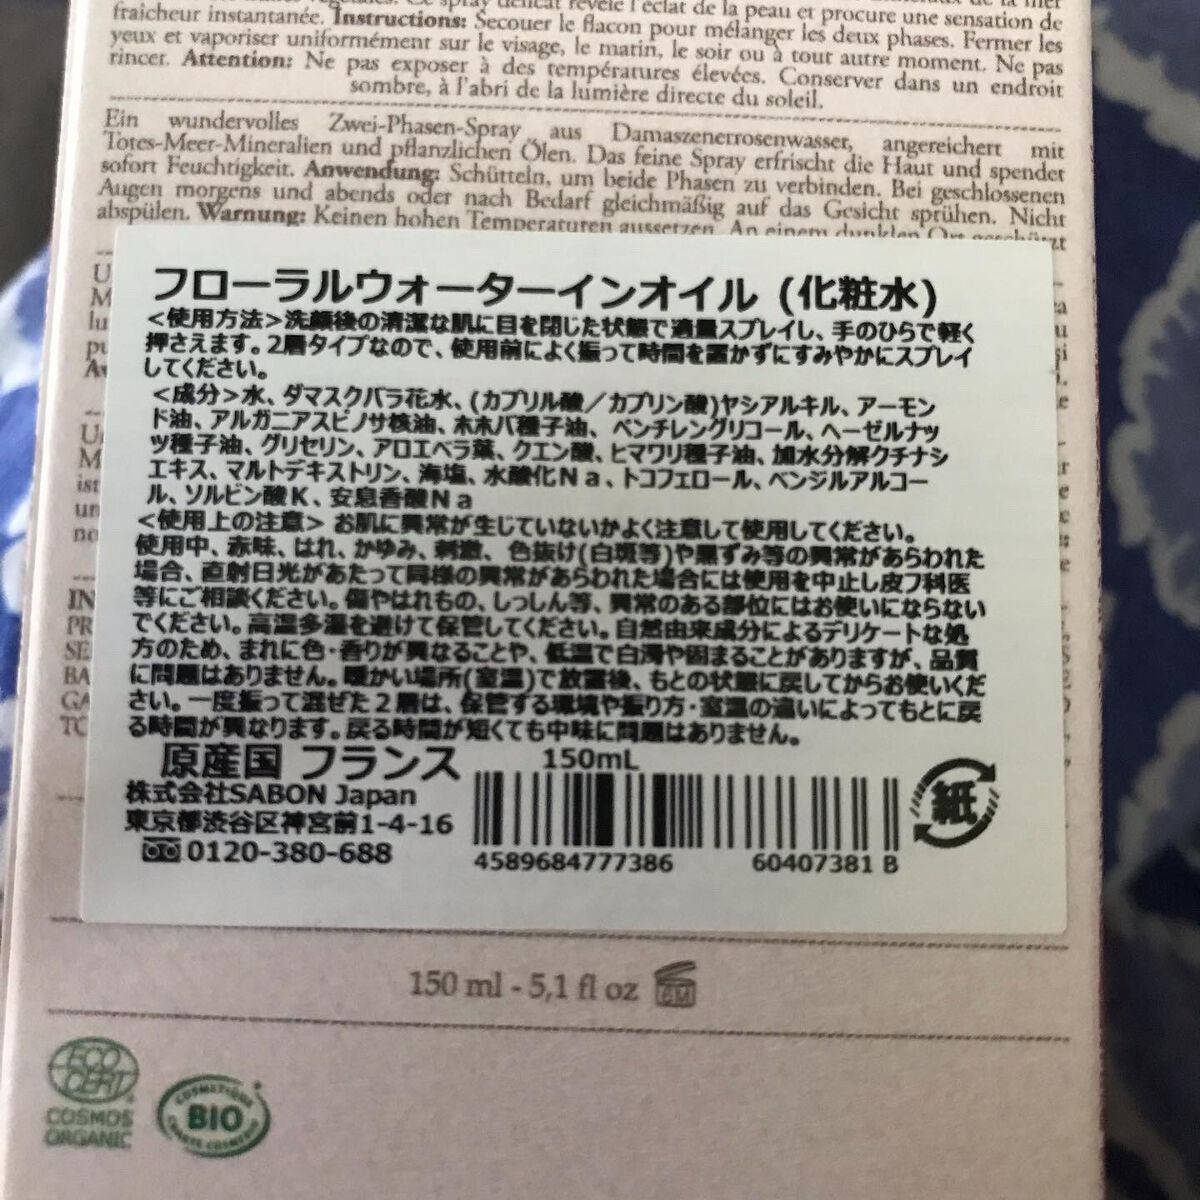 fraîcheur instantanée. Instructions: Secouer le flacon pour mélanger les deux phases. Fermer les
yeux et vaporiser uniformément sur le visage, le matin, le soir ou à tout autre moment. Ne pas
rincer. Attention: Ne pas exposer à des températures élevées. Conserver dans un endroit
sombre, à l'abri de la lumière directe du soleil.
Ein wundervolles Zwei-Phasen-Spray aus Damaszenerrosenwasser, angereichert mit
Totes-Meer-Mineralien und pflanzlichen Ölen. Das feine Spray erfrischt die Haut und spendet
sofort Feuchtigkeit. Anwendung: Schütteln, um beide Phasen zu verbinden. Bei geschlossenen
Augen morgens und abends oder nach Bedarf gleichmäßig auf das Gesicht sprühen. Nicht
abspülen. Warnung: Keinen hohen Temperaturen aussetzen. An einem dunklen Ort geschützt
フローラルウォーターインオイル (化粧水)
<使用方法>洗顔後の清潔な肌に目を閉じた状態で適量スプレイし、手のひらで軽く
押さえます。2層タイプなので、使用前によく振って時間を置かずにすみやかにスプレイ
してください。
<成分>水、ダマスクバラ花水、(カプリル酸/カプリン酸)ヤシアルキル、アーモン
ド油、アルガニアスピノサ核油、ホホバ種子油、ペンチレングリコール、ヘーゼルナッ
ツ種子油、グリセリン、アロエベラ葉、クエン酸、ヒマワリ種子油、加水分解クチナシ
エキス、マルトデキストリン、海塩、水酸化Na、トコフェロール、ベンジルアルコー
ル、ソルビン酸K、安息香酸Na
<使用上の注意> お肌に異常が生じていないかよく注意して使用してください。
使用中、赤味、はれ、かゆみ、刺激、色抜け(白斑等)や黒ずみ等の異常があらわれた
場合、直射日光があたって同様の異常があらわれた場合には使用を中止し皮フ科医
等にご相談ください。傷やはれもの、しっしん等、異常のある部位にはお使いにならない
でください。高温多湿を避けて保管してください。自然由来成分によるデリケートな処
方のため、まれに色・香りが異なることや、低温で白濁や固まることがありますが、品質
に問題はありません。暖かい場所(室温)で放置後、もとの状態に戻してからお使いくだ
さい。一度振って混ぜた2層は、保管する環境や振り方・室温の違いによってもとに戻
る時間が異なります。戻る時間が短くても中味に問題はありません。
原産国 フランス 150mL
株式会社SABON Japan
東京都渋谷区神宮前1-4-16
0120-380-688
4589684777386 60407381 B
紙
150 ml - 5,1 fl oz 6M
ECO
CERT
COSMOS
ORGANIC
COSMETIQUE
BIO
CHARTE COSMEBIO